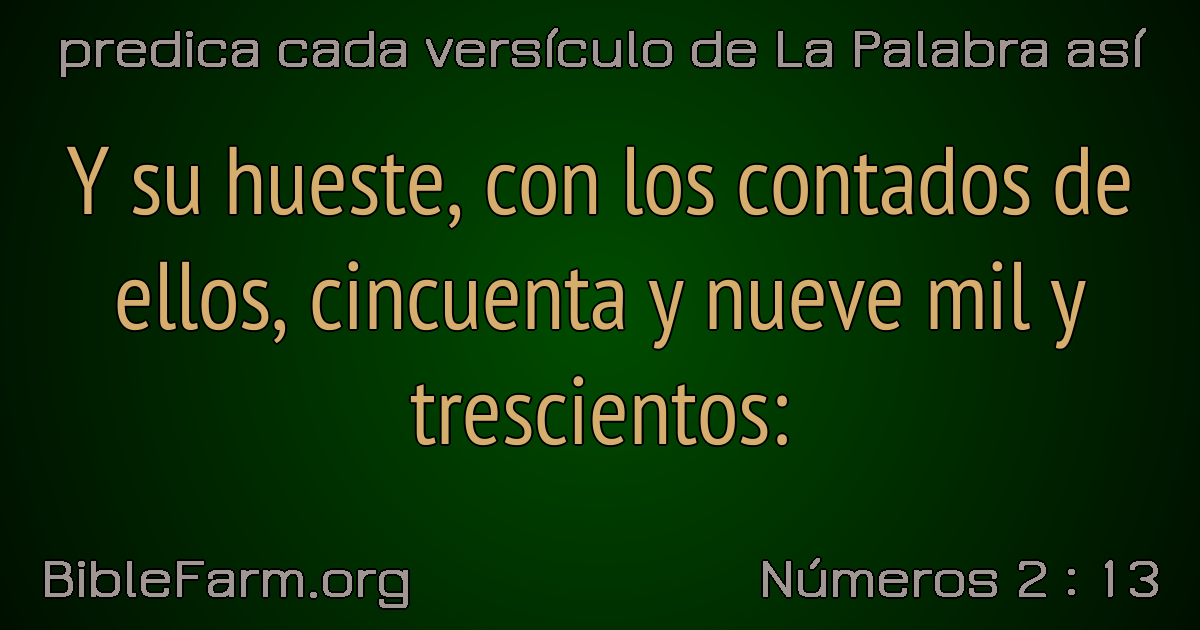 predica cada versículo de La Palabra así
Y su hueste, con los contados de
ellos, cincuenta y nueve mil y
trescientos:
BibleFarm.org
Números 2 : 13